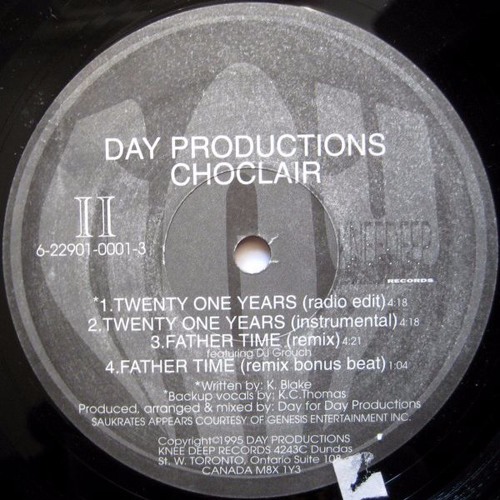 DAY PRODUCTIONS
CHOCLAIR
II
6-22901-0001-3
KNEEDEEP
RECORDS
*1.TWENTY ONE YEARS (radio edit) 4:18
2.TWENTY ONE YEARS (instrumental) 4:18
3.FATHER TIME (remix) 4:21
featuring DJ Grouch
4.FATHER TIME (remix bonus beat) 1:04
*Written by: K. Blake
*Backup vocals by: K.C.Thomas
Produced, arranged & mixed by: Day for Day Productions
SAUKRATES APPEARS COURTESY OF GENESIS ENTERTAINMENT INC.
Copyright©1995 DAY PRODUCTIONS
KNEE DEEP RECORDS 4243C Dundas
St. W. TORONTO, Ontario Suite 108
CANADA M8X 1Y3